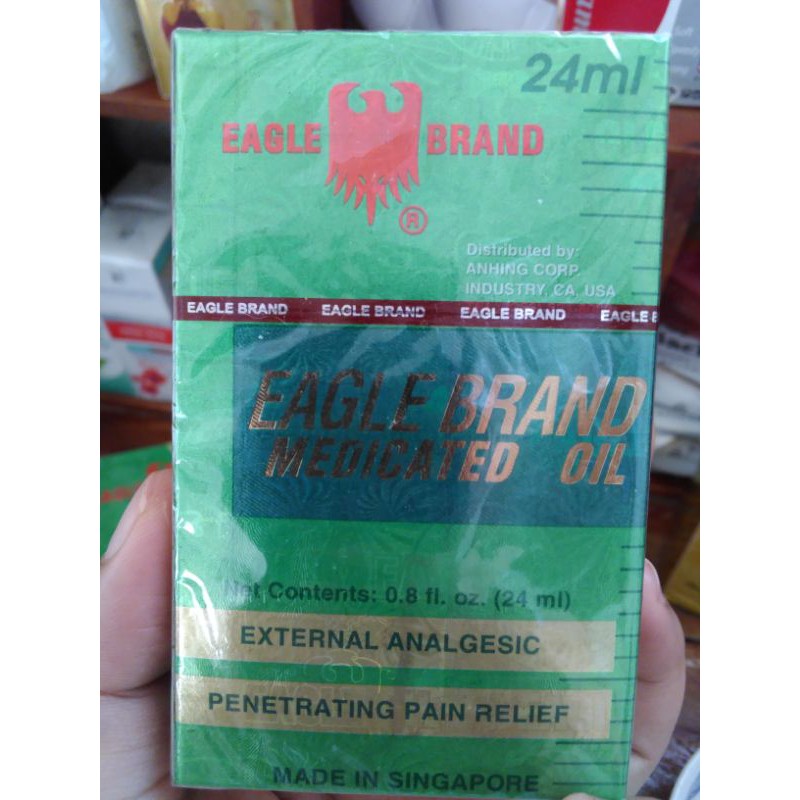 24ml
EAGLE BRAND
®
Distributed by:
ANHING CORP.
INDUSTRY, CA, USA
EAGLE BRAND EAGLE BRAND EAGLE BRAND EAGLE B
EAGLE BRAND
MEDICATED OIL
Net Contents: 0.8 fl. oz. (24 ml)
EXTERNAL ANALGESIC
PENETRATING PAIN RELIEF
MADE IN SINGAPORE